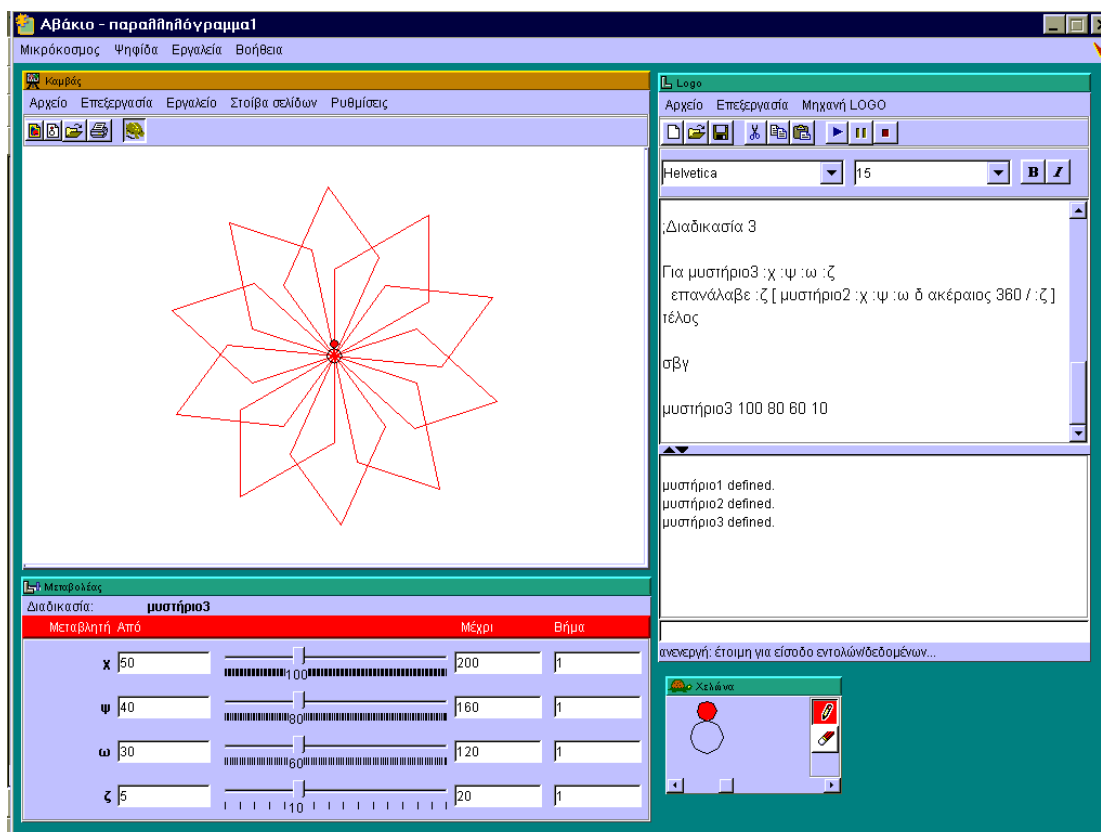 Αβάκιο - παραλληλόγραμμα1
Μικρόκοσμος Ψηφίδα Εργαλεία Βοήθεια
Καμβάς
Αρχείο Επεξεργασία Εργαλείο Στοίβα σελίδων Ρυθμίσεις
Logo
Αρχείο Επεξεργασία Μηχανή LOGO
Helvetica 15 B I
;Διαδικασία 3
Για μυστήριο3 :χ :ψ :ω :ζ
επανάλαβε :ζ [ μυστήριο2 :χ :ψ :ω δ ακέραιος 360 / :ζ ]
τέλος
σβγ
μυστήριο3 100 80 60 10
μυστήριο1 defined.
μυστήριο2 defined.
μυστήριο3 defined.
ανενεργή: έτοιμη για είσοδο εντολών/δεδομένων...
Μεταβολέας
Διαδικασία: μυστήριο3
Μεταβλητή Από Μέχρι Βήμα
χ 50 100 200 1
ψ 40 80 160 1
ω 30 60 120 1
ζ 5 10 20 1
Χελώνα